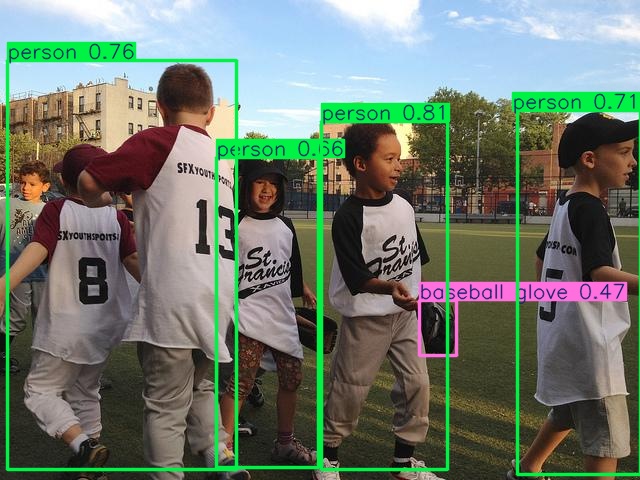 person 0.76
person 0.66
person 0.81
person 0.71
baseball glove 0.47
SFXYOUTHSPORTS
13
SXYOUTHSPORTS
8
St.
Francis
St.
Francis
5